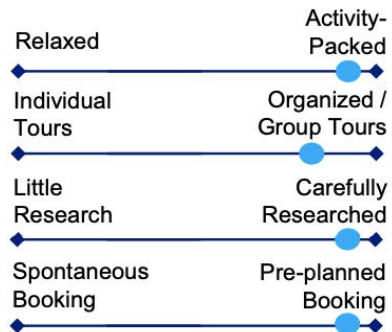 Relaxed
Activity-
Packed
Individual
Tours
Organized /
Group Tours
Little
Research
Carefully
Researched
Spontaneous
Booking
Pre-planned
Booking